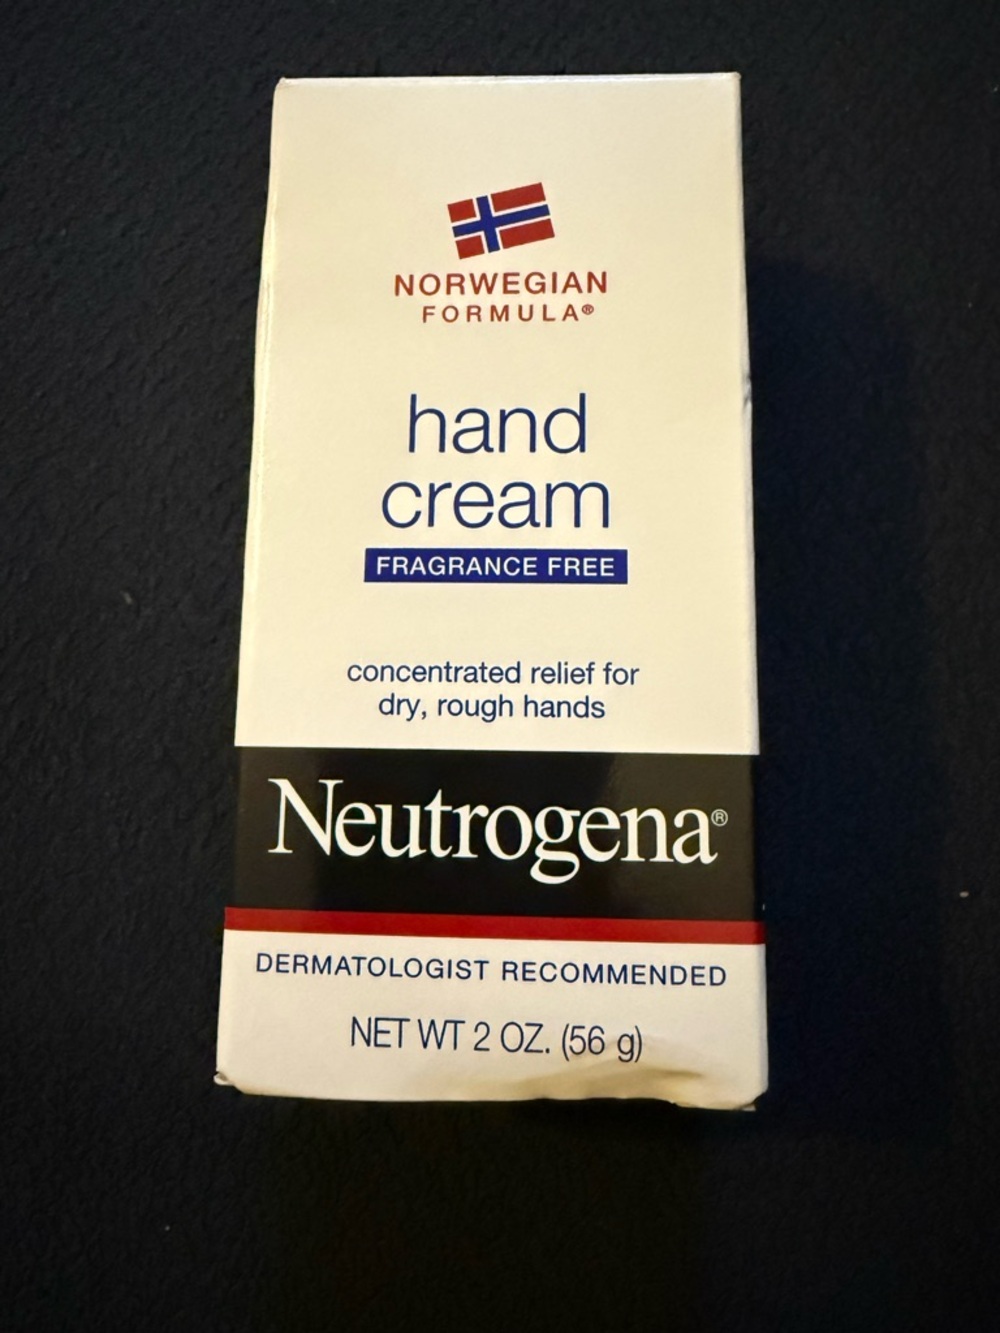 NORWEGIAN
FORMULA®
hand
cream
FRAGRANCE FREE
concentrated relief for
dry, rough hands
Neutrogena®
DERMATOLOGIST RECOMMENDED
NET WT 2 OZ. (56 g)